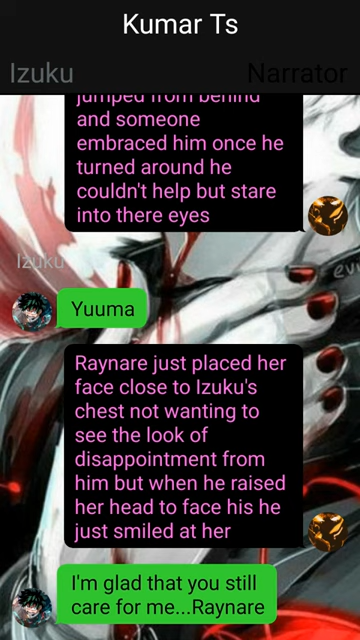 Kumar Ts
Izuku
Narrator
jumped from behind
and someone
embraced him once he
turned around he
couldn't help but stare
into there eyes
Izuku
Yuuma
Raynare just placed her
face close to Izuku's
chest not wanting to
see the look of
disappointment from
him but when he raised
her head to face his he
just smiled at her
I'm glad that you still
care for me...Raynare